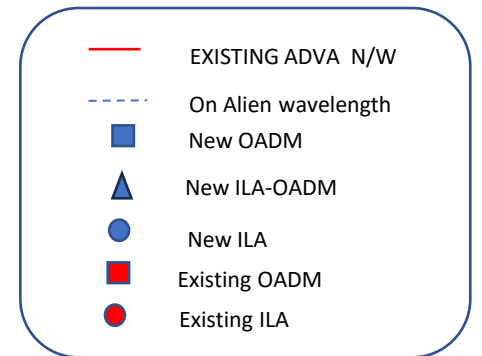 EXISTING ADVA N/W
On Alien wavelength
New OADM
New ILA-OADM
New ILA
Existing OADM
Existing ILA